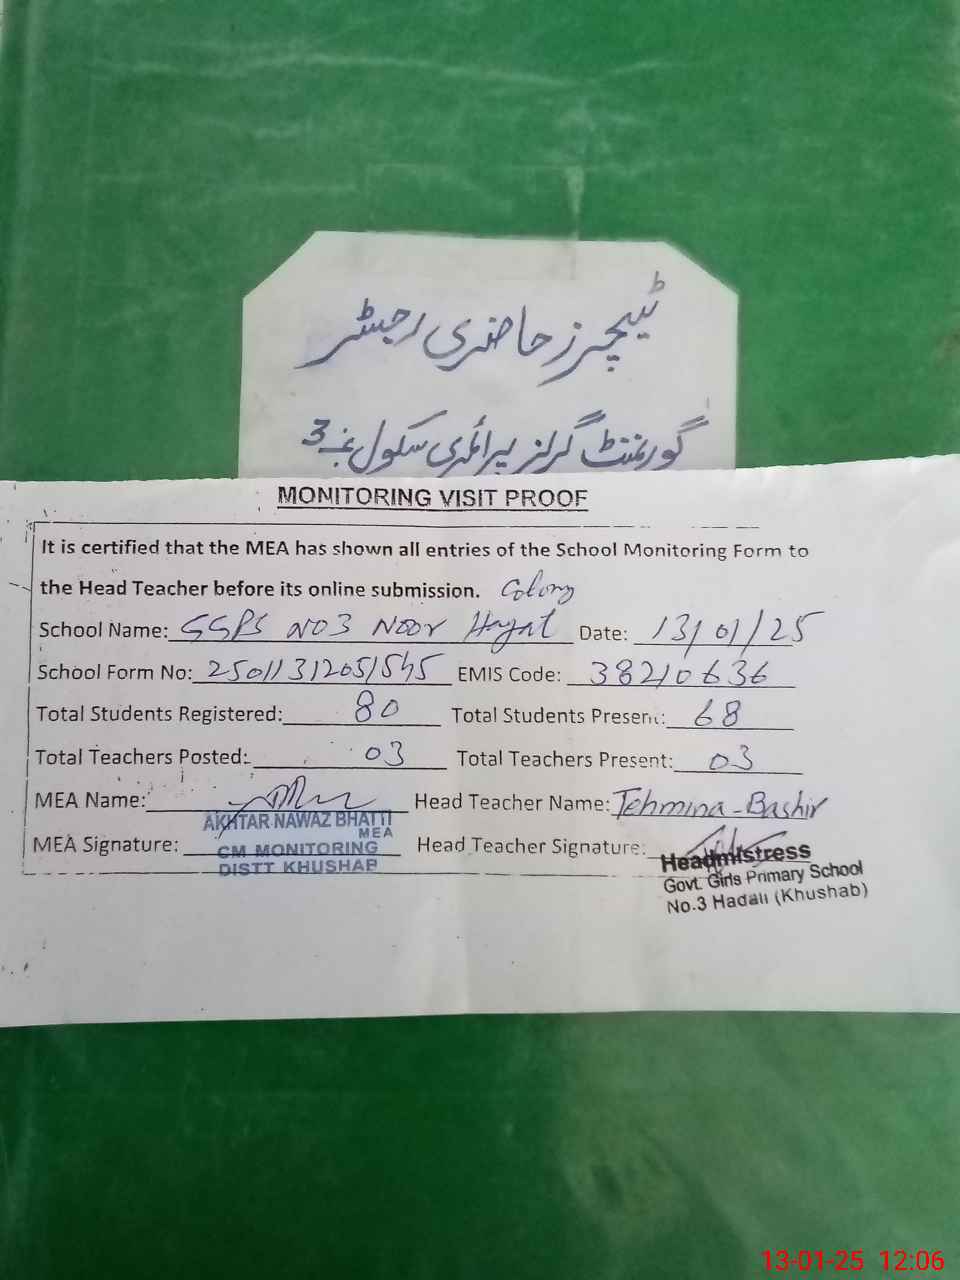 ٹیچرز حاضری رجسٹر
گورنمنٹ گرلز پرائمری سکول نمبر 3
MONITORING VISIT PROOF
It is certified that the MEA has shown all entries of the School Monitoring Form to
the Head Teacher before its online submission. Colony
School Name: GGPS NO3 Noor Hayat Date: 13/01/25
School Form No: 2501131205/545 EMIS Code: 38210636
Total Students Registered: 80 Total Students Present: 68
Total Teachers Posted: 03 Total Teachers Present: 03
MEA Name: Head Teacher Name: Tehmina-Bashir
AKHTAR NAWAZ BHATTI
MEA
MEA Signature: CM MONITORING Head Teacher Signature:
DISTT KHUSHAB
Headmistress
Govt. Girls Primary School
No.3 Hadali (Khushab)
13-01-25 12:06